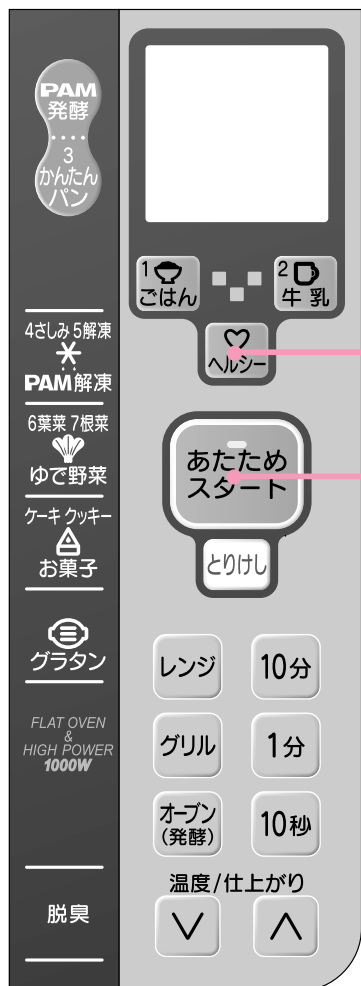 PAM
発酵
3
かんたん
パン
1
ごはん
2
牛乳
ヘルシー
4さしみ 5解凍
PAM解凍
6葉菜 7根菜
ゆで野菜
ケーキ クッキー
お菓子
グラタン
FLAT OVEN
&
HIGH POWER
1000W
脱臭
あたため
スタート
とりけし
レンジ
10分
グリル
1分
オーブン
(発酵)
10秒
温度/仕上がり